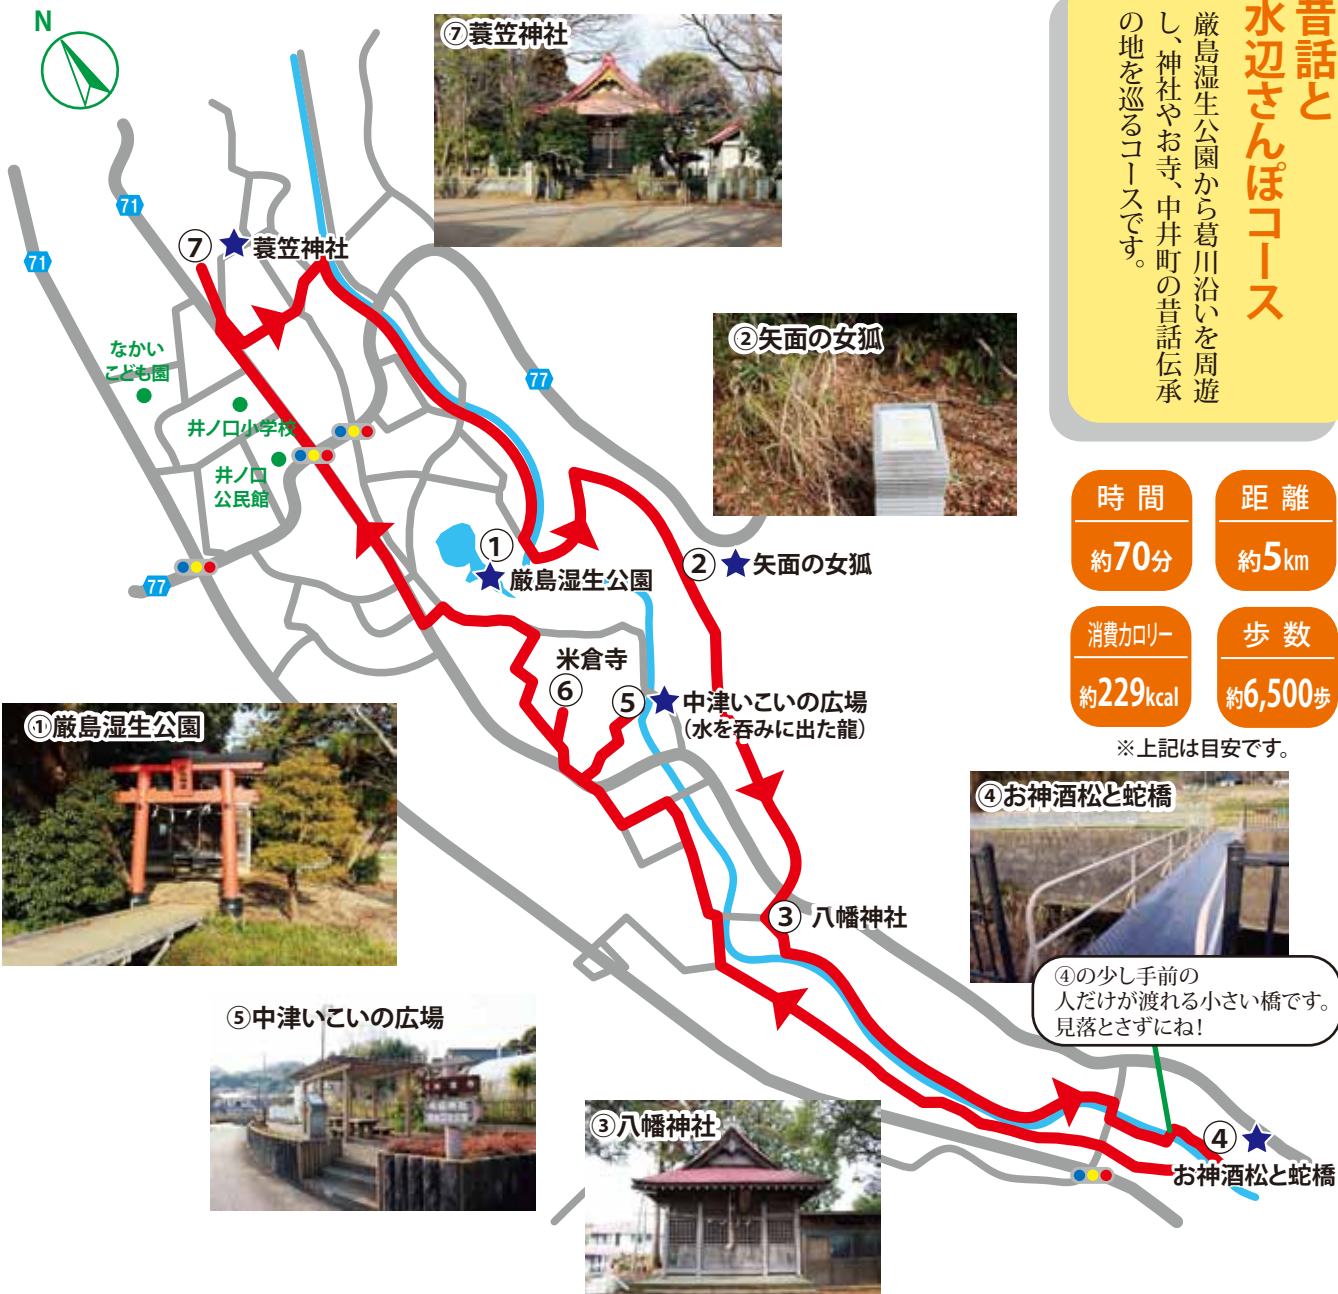 昔話と
水辺さんぽコース
厳島湿生公園から葛川沿いを周遊
し、神社やお寺、中井町の昔話伝承
の地を巡るコースです。
時間
約70分
距離
約5km
消費カロリー
約229kcal
歩数
約6,500歩
※上記は目安です。
N
⑦蓑笠神社
71
71
⑦
蓑笠神社
なかい
こども園
井ノ口小学校
井ノ口
公民館
77
77
②矢面の女狐
①
厳島湿生公園
②
矢面の女狐
米倉寺
⑥
⑤
中津いこいの広場
(水を呑みに出た龍)
①厳島湿生公園
④お神酒松と蛇橋
③
八幡神社
④の少し手前の
人だけが渡れる小さい橋です。
見落とさずにね!
⑤中津いこいの広場
③八幡神社
④
お神酒松と蛇橋